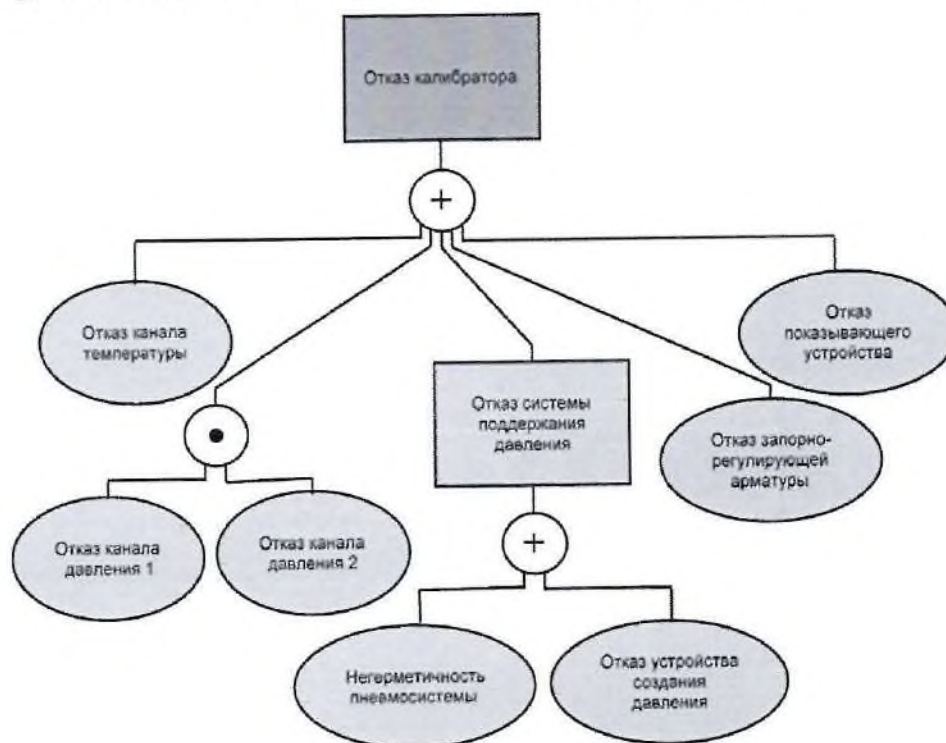 Отказ калибратора
+
Отказ канала
температуры
Отказ
показывающего
устройства
Отказ системы
поддержания
давления
Отказ запорно-
регулирующей
арматуры
Отказ канала
давления 1
Отказ канала
давления 2
+
Негерметичность
пневмосистемы
Отказ устройства
создания
давления